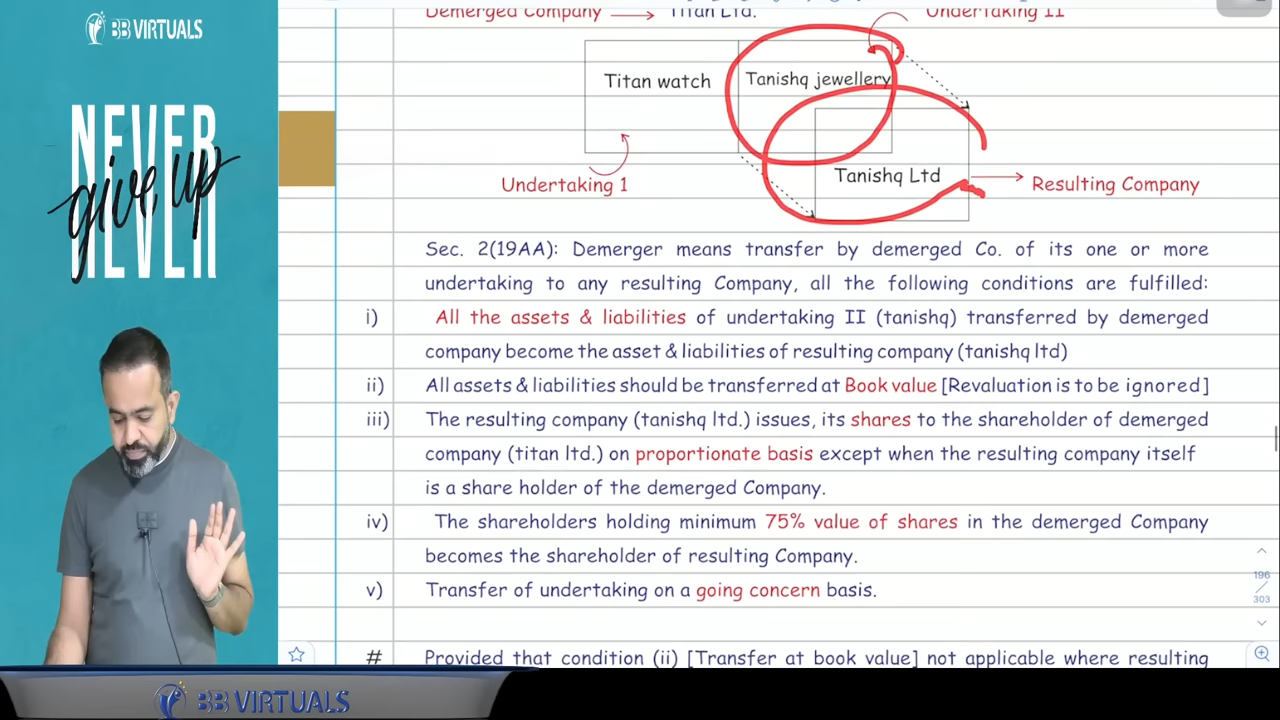 BB VIRTUALS
NEVER
give up
NEVER
Demerged Company → Titan Ltd.
Undertaking II
Titan watch
Tanishq jewellery
Tanishq Ltd
Undertaking 1
Resulting Company
Sec. 2(19AA): Demerger means transfer by demerged Co. of its one or more
undertaking to any resulting Company, all the following conditions are fulfilled:
i) All the assets & liabilities of undertaking II (tanishq) transferred by demerged
company become the asset & liabilities of resulting company (tanishq ltd)
ii) All assets & liabilities should be transferred at Book value [Revaluation is to be ignored]
iii) The resulting company (tanishq ltd.) issues, its shares to the shareholder of demerged
company (titan ltd.) on proportionate basis except when the resulting company itself
is a share holder of the demerged Company.
iv) The shareholders holding minimum 75% value of shares in the demerged Company
becomes the shareholder of resulting Company.
v) Transfer of undertaking on a going concern basis.
196
303
# Provided that condition (ii) [Transfer at book value] not applicable where resulting
BB VIRTUALS